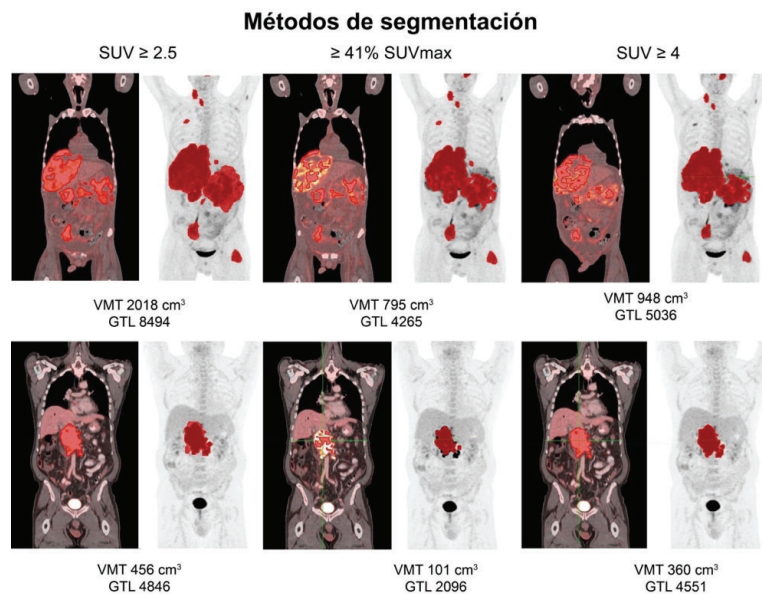 Métodos de segmentación
SUV ≥ 2.5
≥ 41% SUVmax
SUV ≥ 4
VMT 2018 cm³
GTL 8494
VMT 795 cm³
GTL 4265
VMT 948 cm³
GTL 5036
VMT 456 cm³
GTL 4846
VMT 101 cm³
GTL 2096
VMT 360 cm³
GTL 4551